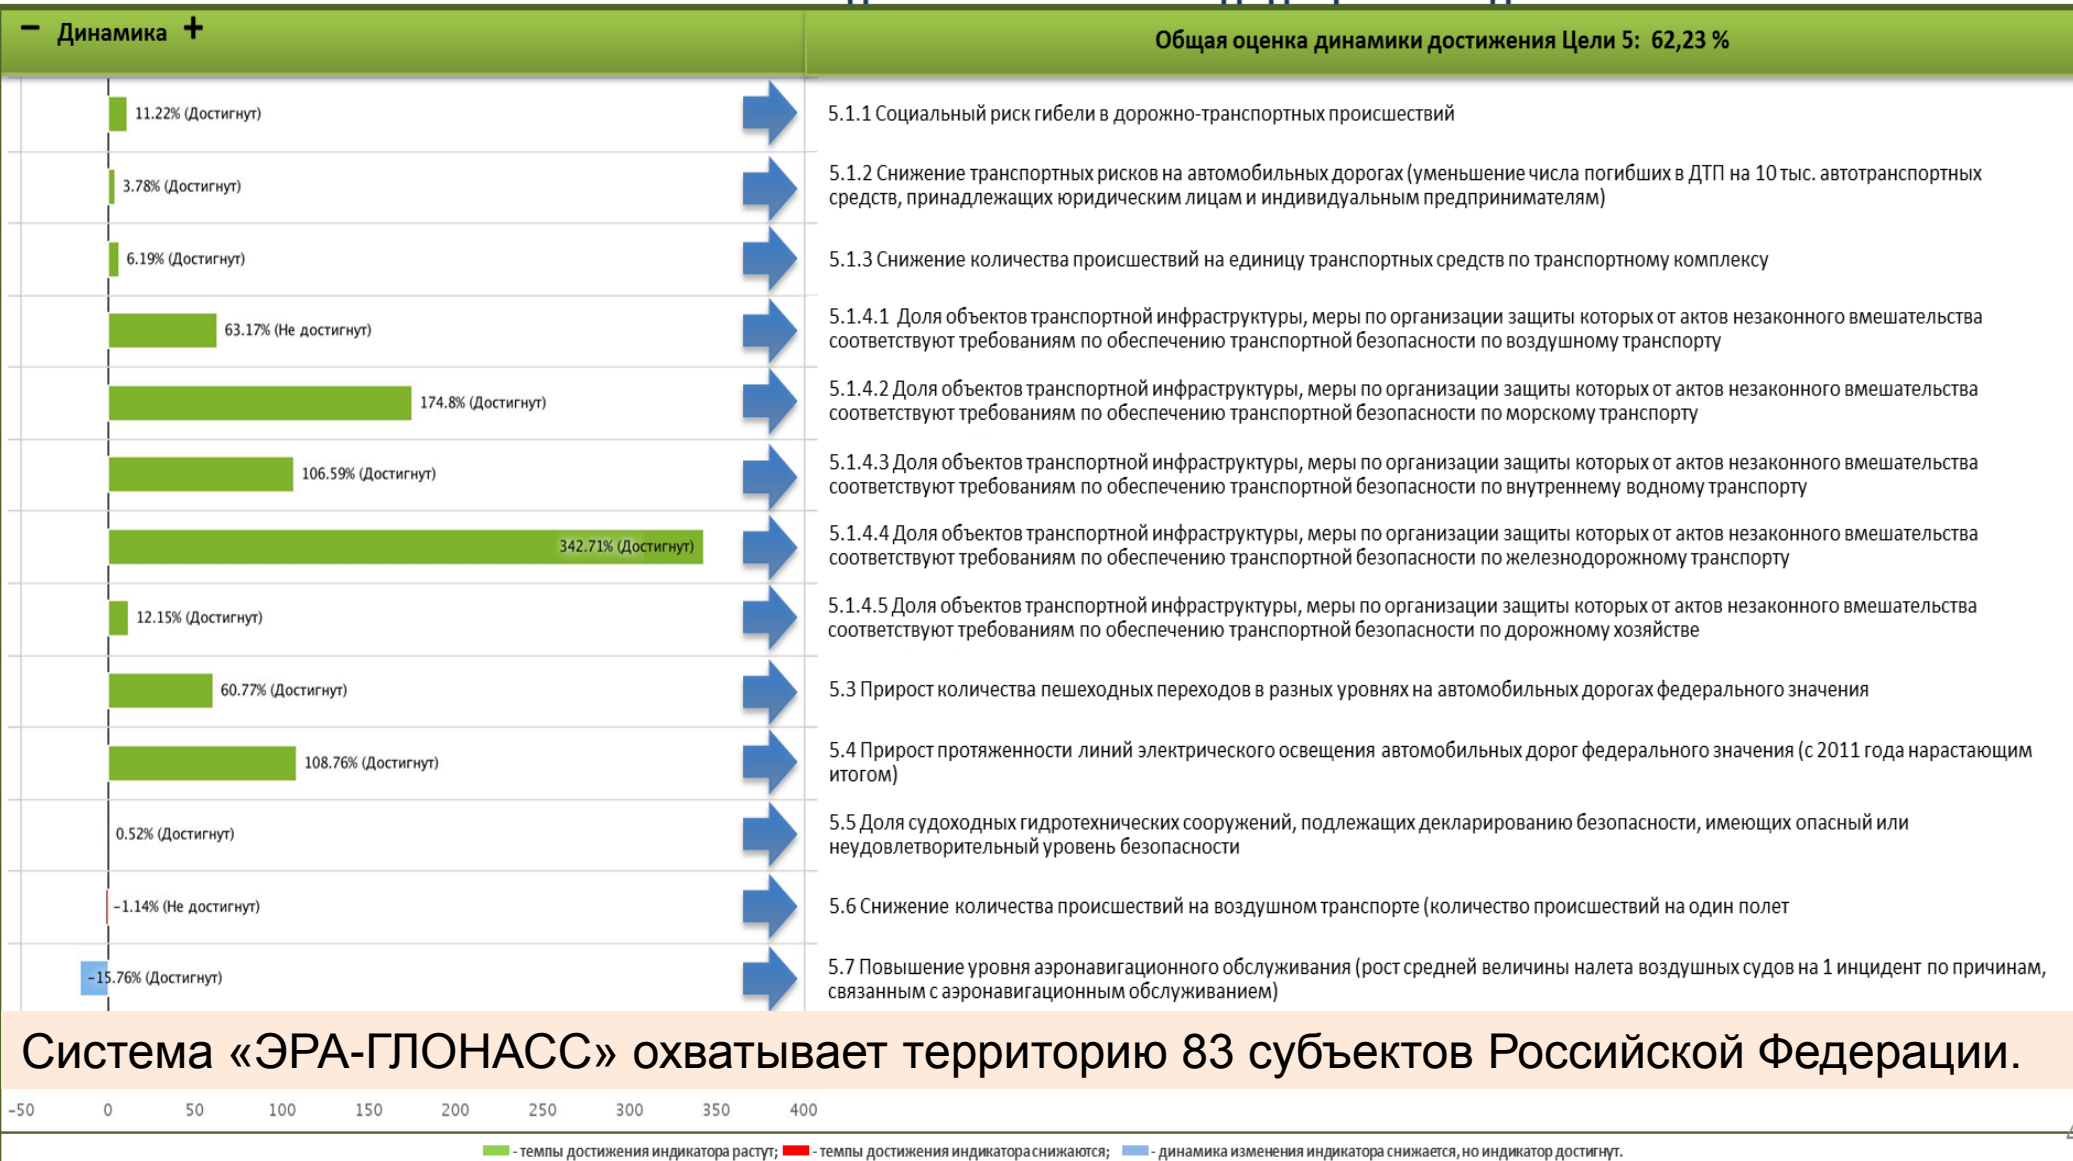 − Динамика +
Общая оценка динамики достижения Цели 5: 62,23 %
11.22% (Достигнут)
5.1.1 Социальный риск гибели в дорожно-транспортных происшествий
3.78% (Достигнут)
5.1.2 Снижение транспортных рисков на автомобильных дорогах (уменьшение числа погибших в ДТП на 10 тыс. автотранспортных
средств, принадлежащих юридическим лицам и индивидуальным предпринимателям)
6.19% (Достигнут)
5.1.3 Снижение количества происшествий на единицу транспортных средств по транспортному комплексу
63.17% (Не достигнут)
5.1.4.1 Доля объектов транспортной инфраструктуры, меры по организации защиты которых от актов незаконного вмешательства
соответствуют требованиям по обеспечению транспортной безопасности по воздушному транспорту
174.8% (Достигнут)
5.1.4.2 Доля объектов транспортной инфраструктуры, меры по организации защиты которых от актов незаконного вмешательства
соответствуют требованиям по обеспечению транспортной безопасности по морскому транспорту
106.59% (Достигнут)
5.1.4.3 Доля объектов транспортной инфраструктуры, меры по организации защиты которых от актов незаконного вмешательства
соответствуют требованиям по обеспечению транспортной безопасности по внутреннему водному транспорту
342.71% (Достигнут)
5.1.4.4 Доля объектов транспортной инфраструктуры, меры по организации защиты которых от актов незаконного вмешательства
соответствуют требованиям по обеспечению транспортной безопасности по железнодорожному транспорту
12.15% (Достигнут)
5.1.4.5 Доля объектов транспортной инфраструктуры, меры по организации защиты которых от актов незаконного вмешательства
соответствуют требованиям по обеспечению транспортной безопасности по дорожному хозяйстве
60.77% (Достигнут)
5.3 Прирост количества пешеходных переходов в разных уровнях на автомобильных дорогах федерального значения
108.76% (Достигнут)
5.4 Прирост протяженности линий электрического освещения автомобильных дорог федерального значения (с 2011 года нарастающим
итогом)
0.52% (Достигнут)
5.5 Доля судоходных гидротехнических сооружений, подлежащих декларированию безопасности, имеющих опасный или
неудовлетворительный уровень безопасности
−1.14% (Не достигнут)
5.6 Снижение количества происшествий на воздушном транспорте (количество происшествий на один полет
−15.76% (Достигнут)
5.7 Повышение уровня аэронавигационного обслуживания (рост средней величины налета воздушных судов на 1 инцидент по причинам,
связанным с аэронавигационным обслуживанием)
Система «ЭРА-ГЛОНАСС» охватывает территорию 83 субъектов Российской Федерации.
−50 0 50 100 150 200 250 300 350 400
- темпы достижения индикатора растут; - темпы достижения индикатора снижаются; - динамика изменения индикатора снижается, но индикатор достигнут.